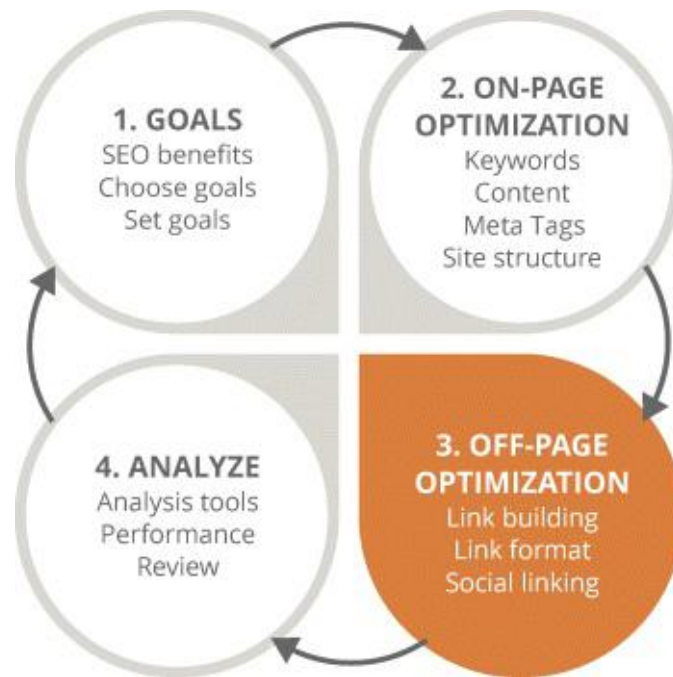 1. GOALS
SEO benefits
Choose goals
Set goals
2. ON-PAGE
OPTIMIZATION
Keywords
Content
Meta Tags
Site structure
3. OFF-PAGE
OPTIMIZATION
Link building
Link format
Social linking
4. ANALYZE
Analysis tools
Performance
Review